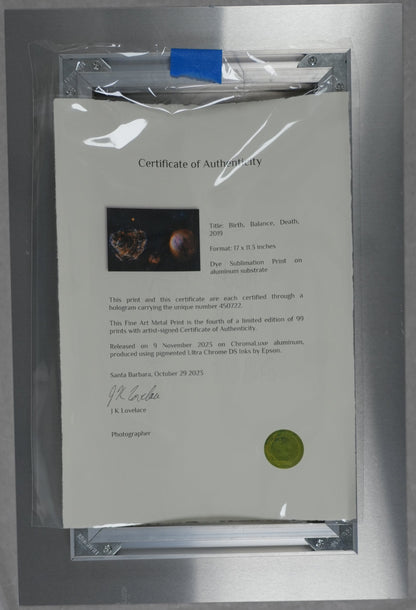 Certificate of Authenticity
Title: Birth, Balance, Death,
2019
Format: 17 x 11.5 inches
Dye Sublimation Print on
aluminum substrate
This print and this certificate are each certified through a
hologram carrying the unique number 450722.
This Fine Art Metal Print is the fourth of a limited edition of 99
prints with artist-signed Certificate of Authenticity.
Released on 9 November 2023 on ChromaLuxe aluminum,
produced using pigmented Ultra Chrome DS Inks by Epson.
Santa Barbara, October 29 2023
J K Lovelace
J K Lovelace
Photographer